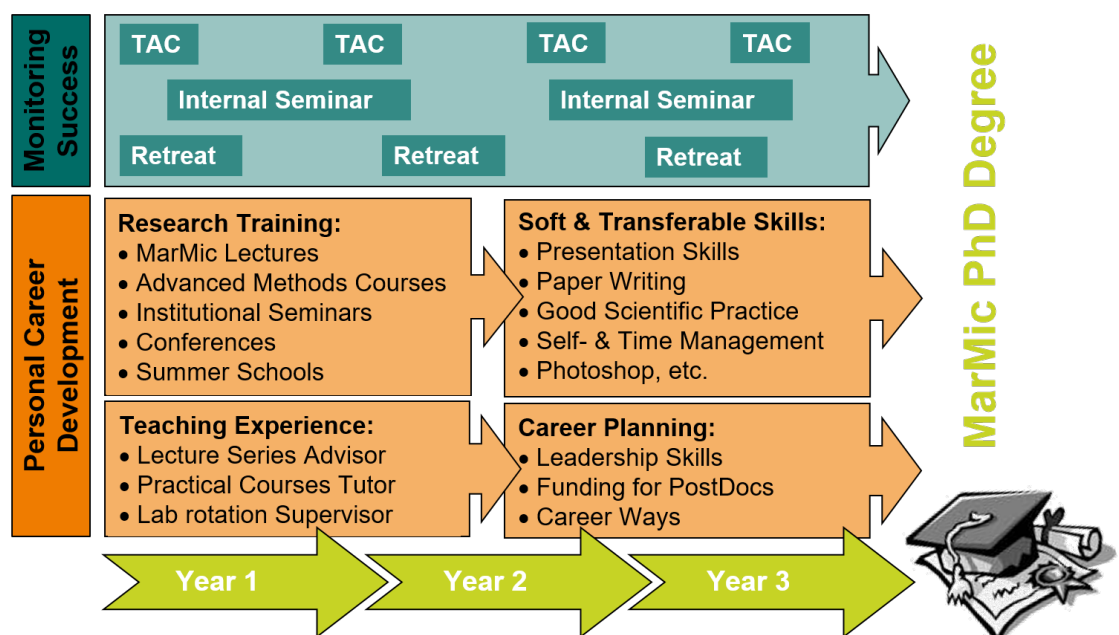 Monitoring
Success
TAC
TAC
TAC
TAC
Internal Seminar
Internal Seminar
Retreat
Retreat
Retreat
Personal Career
Development
Research Training:
• MarMic Lectures
• Advanced Methods Courses
• Institutional Seminars
• Conferences
• Summer Schools
Soft & Transferable Skills:
• Presentation Skills
• Paper Writing
• Good Scientific Practice
• Self- & Time Management
• Photoshop, etc.
Teaching Experience:
• Lecture Series Advisor
• Practical Courses Tutor
• Lab rotation Supervisor
Career Planning:
• Leadership Skills
• Funding for PostDocs
• Career Ways
Year 1
Year 2
Year 3
MarMic PhD Degree